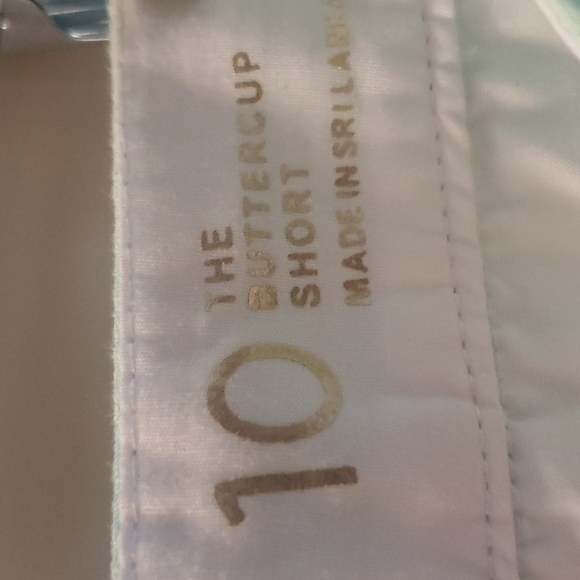 10
THE
BUTTERCUP
SHORT
MADE IN SRI LANKA